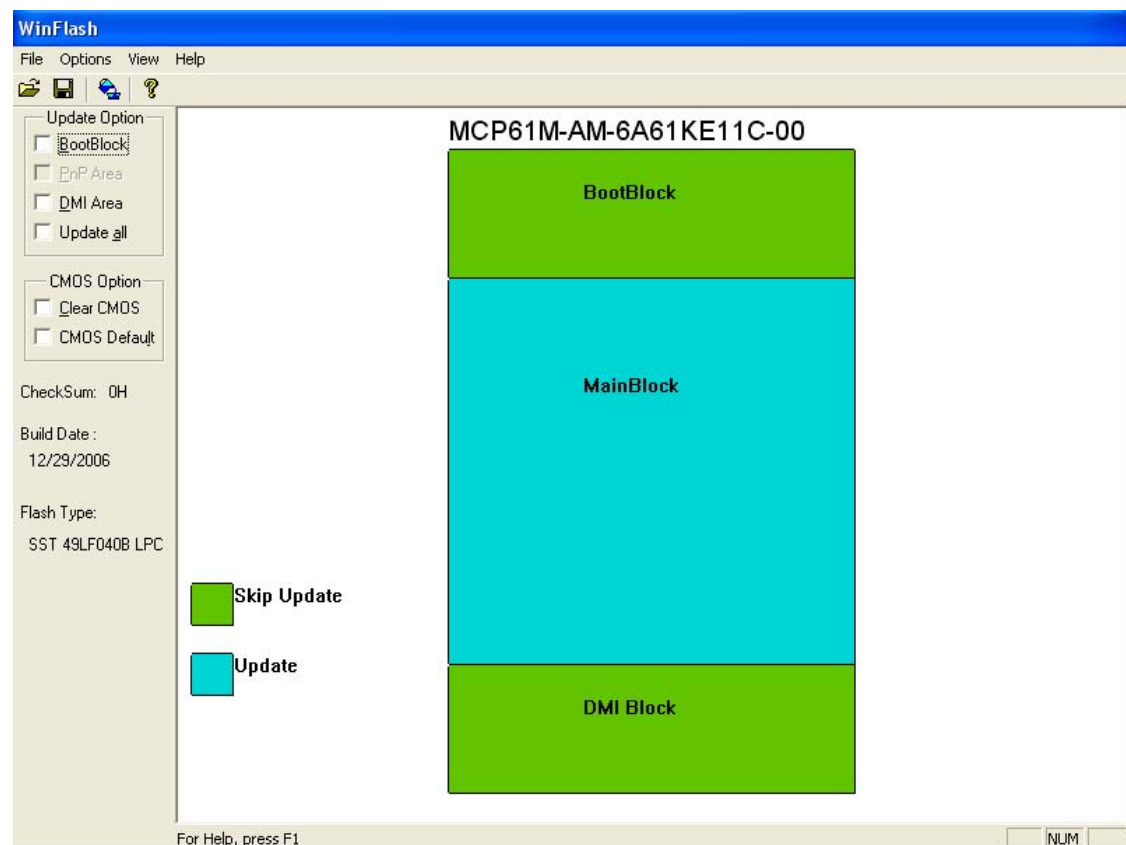 WinFlash
File Options View Help
Update Option
BootBlock
PnP Area
DMI Area
Update all
CMOS Option
Clear CMOS
CMOS Default
CheckSum: 0H
Build Date :
12/29/2006
Flash Type:
SST 49LF040B LPC
MCP61M-AM-6A61KE11C-00
BootBlock
MainBlock
DMI Block
Skip Update
Update
For Help, press F1
NUM